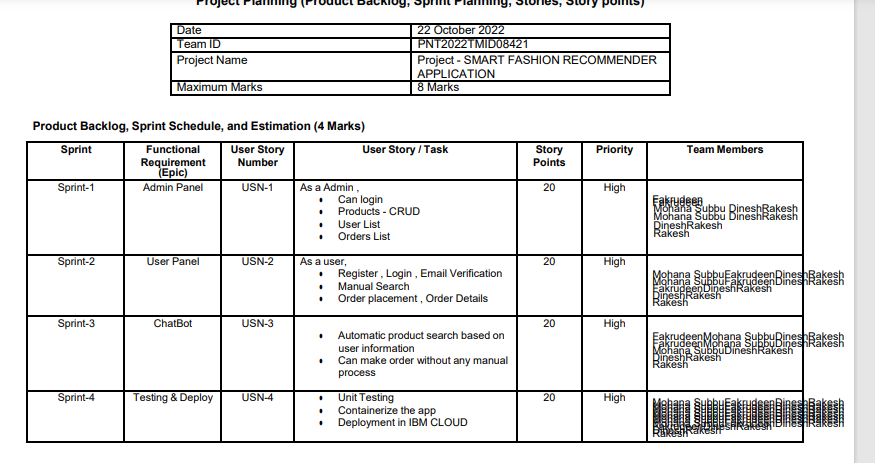 Project Planning (Product Backlog, Sprint Planning, Stories, Story points)
Date 22 October 2022
Team ID PNT2022TMID08421
Project Name Project - SMART FASHION RECOMMENDER
APPLICATION
Maximum Marks 8 Marks
Product Backlog, Sprint Schedule, and Estimation (4 Marks)
Sprint Functional User Story User Story / Task Story Priority Team Members
Requirement Number Points
(Epic)
Sprint-1 Admin Panel USN-1 As a Admin , 20 High
• Can login
Fakrudeen
• Products - CRUD
Mohana Subbu DineshRakesh
Mohana Subbu DineshRakesh
• User List
DineshRakesh
• Orders List
Rakesh
Sprint-2 User Panel USN-2 As a user, 20 High
• Register , Login , Email Verification
Mohana SubbuFakrudeenDineshRakesh
Mohana SubbuFakrudeenDineshRakesh
• Manual Search
FakrudeenDineshRakesh
• Order placement , Order Details
DineshRakesh
Rakesh
Sprint-3 ChatBot USN-3 20 High
• Automatic product search based on
user information
FakrudeenMohana SubbuDineshRakesh
FakrudeenMohana SubbuDineshRakesh
Mohana SubbuDineshRakesh
• Can make order without any manual
process
DineshRakesh
Rakesh
Sprint-4 Testing & Deploy USN-4 • Unit Testing 20 High
Mohana SubbuFakrudeenDineshRakesh
• Containerize the app
• Deployment in IBM CLOUD
DineshRakesh
Rakesh